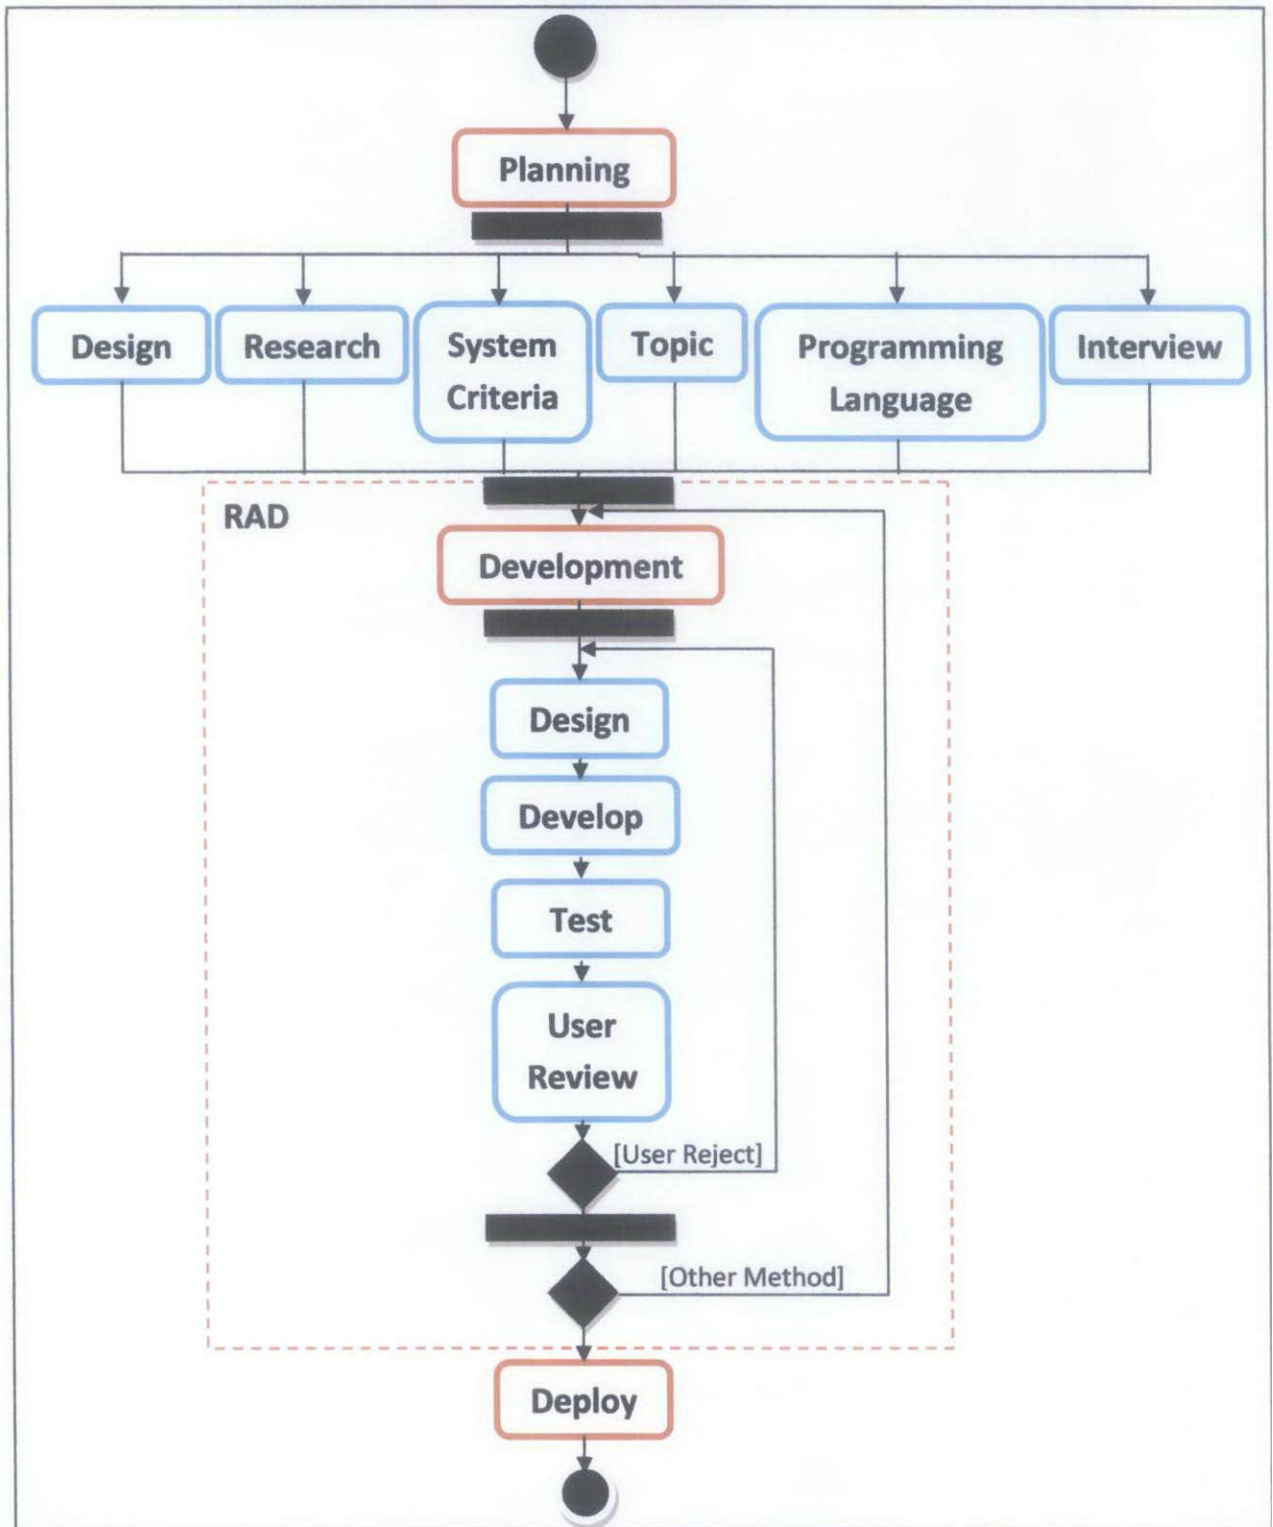 Planning
Design
Research
System
Criteria
Topic
Programming
Language
Interview
RAD
Development
Design
Develop
Test
User
Review
[User Reject]
[Other Method]
Deploy